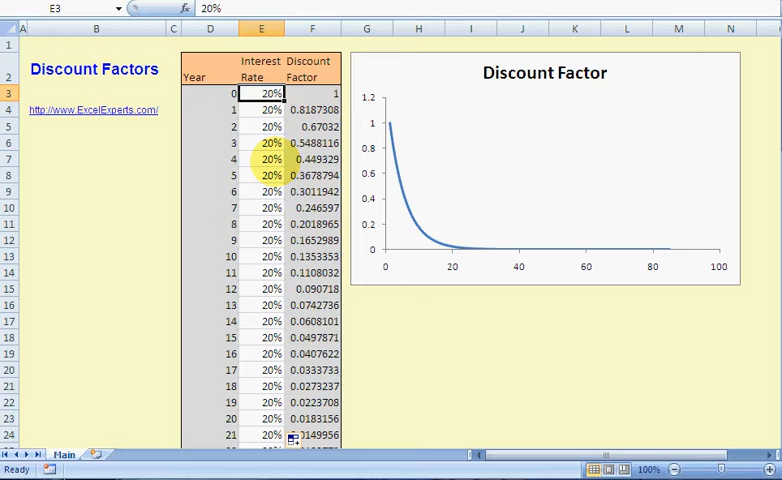 E3 fx 20%
A B C D E F G H I J K L M N
1
2 Discount Factors Year Interest Rate Discount Factor
http://www.ExcelExperts.com/
3 0 20% 1
4 1 20% 0.8187308
5 2 20% 0.67032
6 3 20% 0.5488116
7 4 20% 0.449329
8 5 20% 0.3678794
9 6 20% 0.3011942
10 7 20% 0.246597
11 8 20% 0.2018965
12 9 20% 0.1652989
13 10 20% 0.1353353
14 11 20% 0.1108032
15 12 20% 0.090718
16 13 20% 0.0742736
17 14 20% 0.0608101
18 15 20% 0.0497871
19 16 20% 0.0407622
20 17 20% 0.0333733
21 18 20% 0.0273237
22 19 20% 0.0223708
23 20 20% 0.0183156
24 21 20% 0.0149956
Discount Factor
1.2
1
0.8
0.6
0.4
0.2
0
0 20 40 60 80 100
Main
Ready 100%